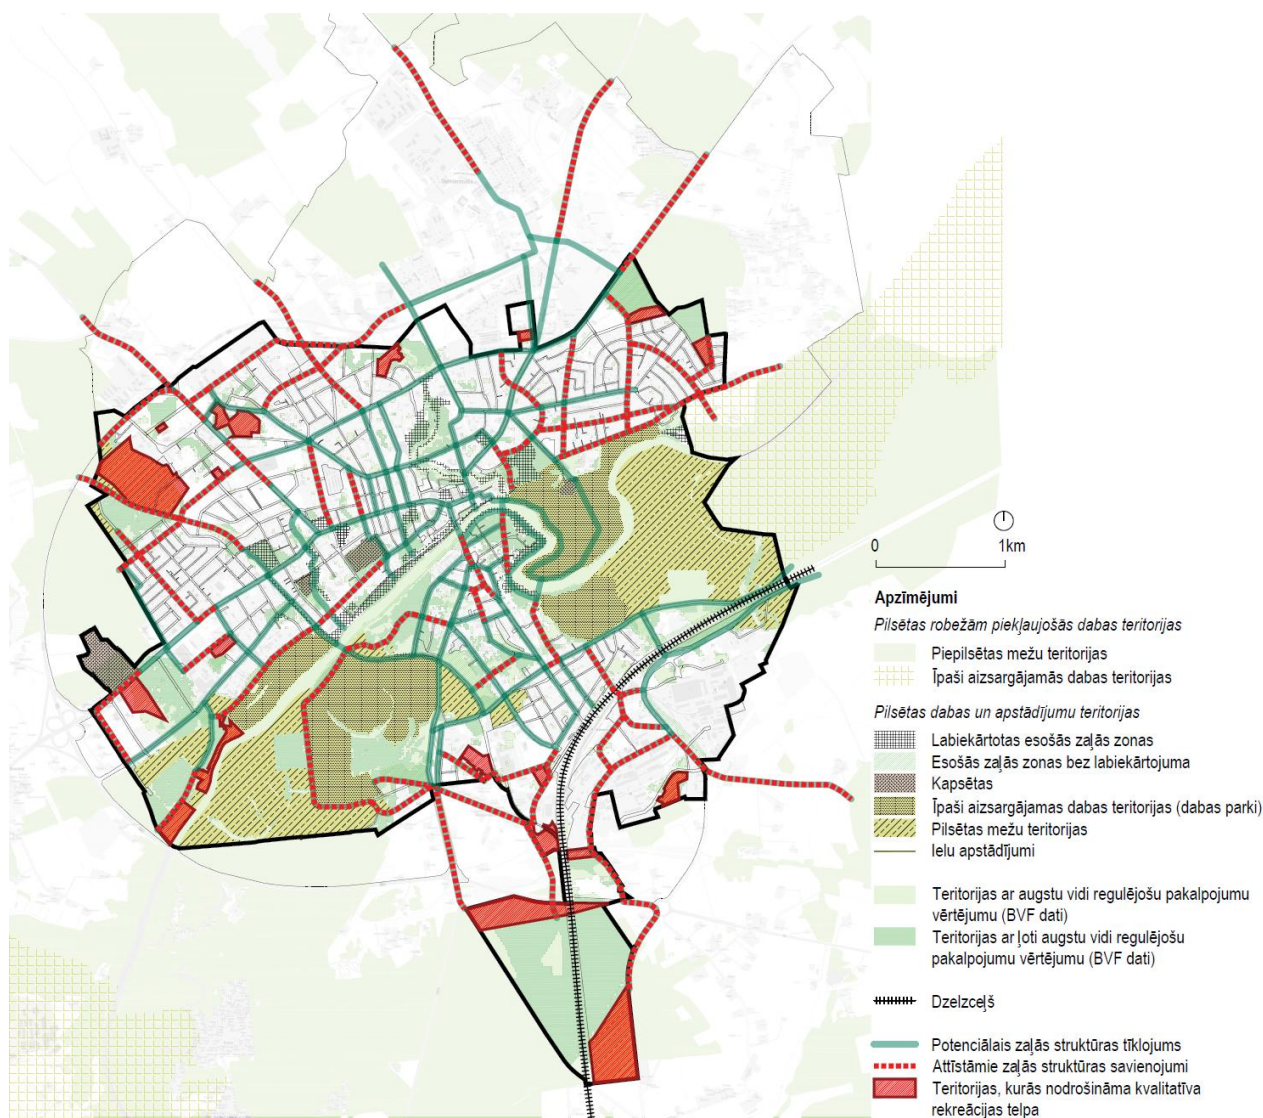 0
1km
Apzīmējumi
Pilsētas robežām piekļaujošās dabas teritorijas
Piepilsētas mežu teritorijas
Īpaši aizsargājamās dabas teritorijas
Pilsētas dabas un apstādījumu teritorijas
Labiekārtotas esošās zaļās zonas
Esošās zaļās zonas bez labiekārtojuma
Kapsētas
Īpaši aizsargājamas dabas teritorijas (dabas parki)
Pilsētas mežu teritorijas
Ielu apstādījumi
Teritorijas ar augstu vidi regulējošu pakalpojumu
vērtējumu (BVF dati)
Teritorijas ar ļoti augstu vidi regulējošu
pakalpojumu vērtējumu (BVF dati)
Dzelzceļš
Potenciālais zaļās struktūras tīklojums
Attīstāmie zaļās struktūras savienojumi
Teritorijas, kurās nodrošināma kvalitatīva
rekreācijas telpa